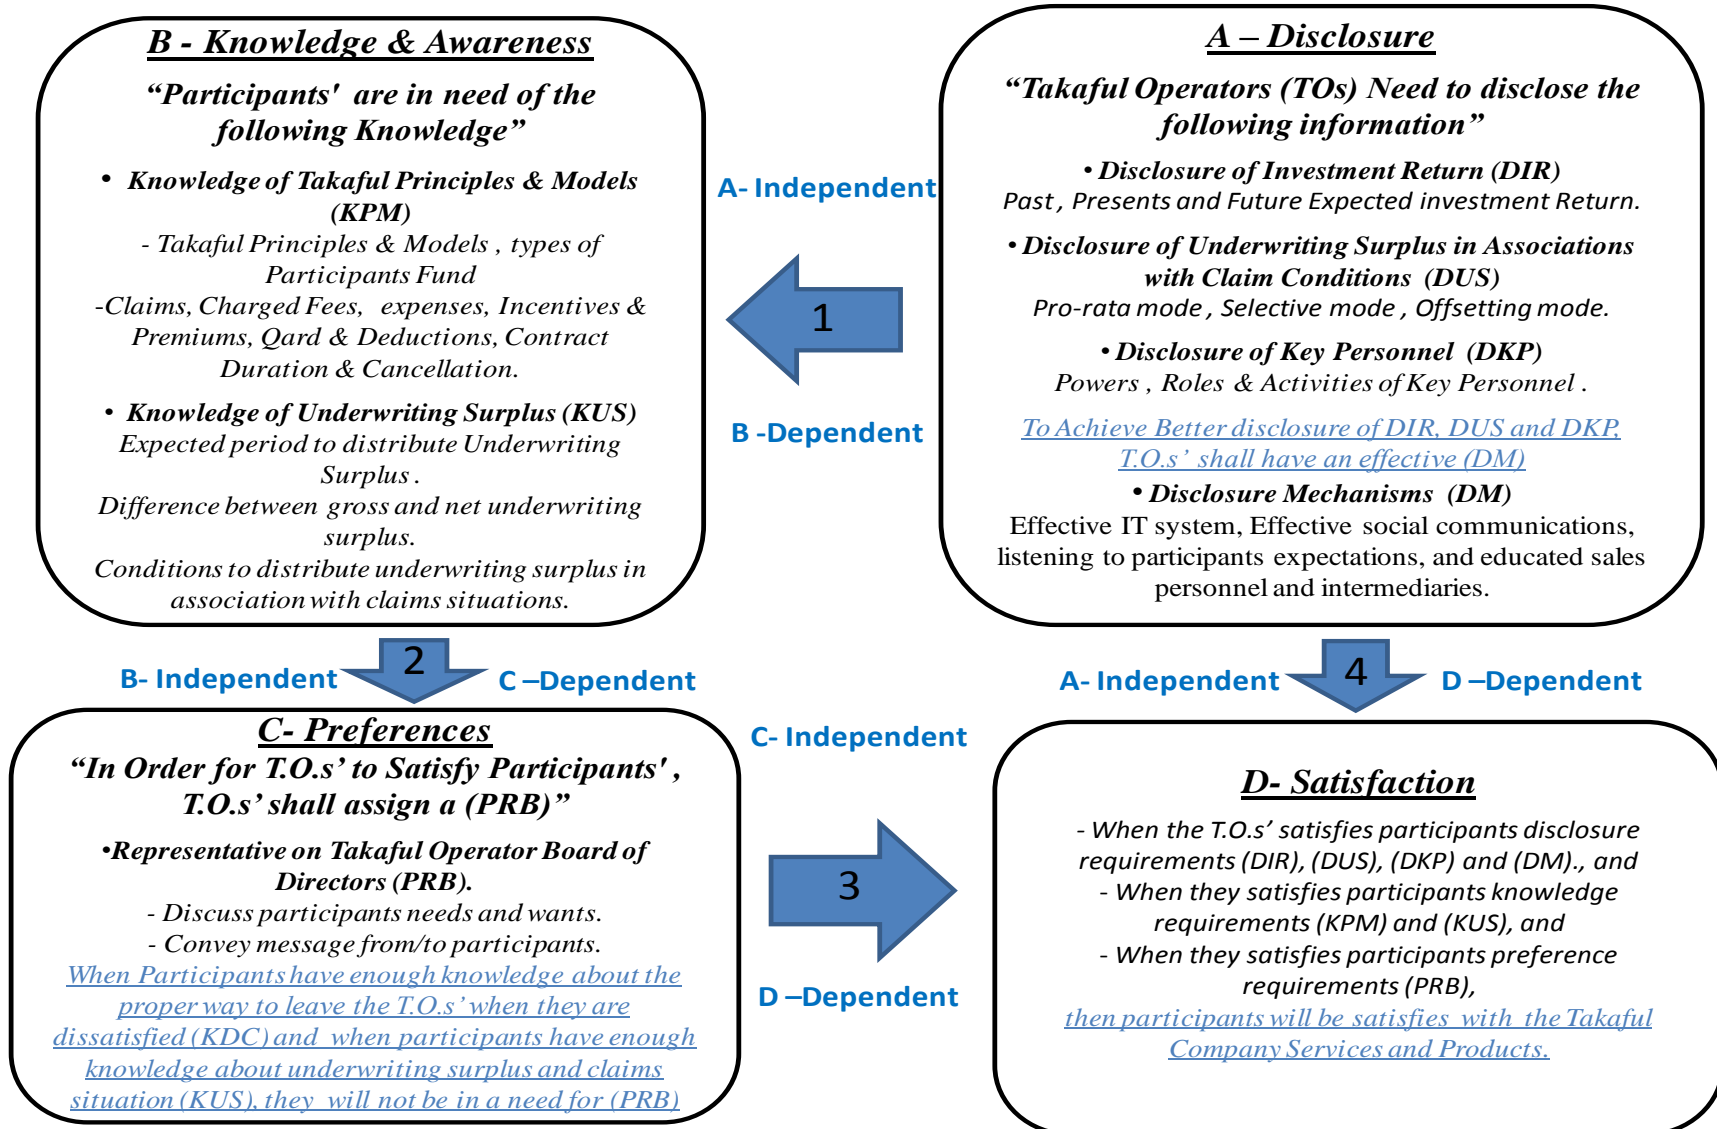 B - Knowledge & Awareness
“Participants' are in need of the
following Knowledge”
• Knowledge of Takaful Principles & Models
(KPM)
- Takaful Principles & Models , types of
Participants Fund
-Claims, Charged Fees, expenses, Incentives &
Premiums, Qard & Deductions, Contract
Duration & Cancellation.
• Knowledge of Underwriting Surplus (KUS)
Expected period to distribute Underwriting
Surplus .
Difference between gross and net underwriting
surplus.
Conditions to distribute underwriting surplus in
association with claims situations.
A- Independent
1
B -Dependent
A – Disclosure
“Takaful Operators (TOs) Need to disclose the
following information”
• Disclosure of Investment Return (DIR)
Past , Presents and Future Expected investment Return.
• Disclosure of Underwriting Surplus in Associations
with Claim Conditions (DUS)
Pro-rata mode , Selective mode , Offsetting mode.
• Disclosure of Key Personnel (DKP)
Powers , Roles & Activities of Key Personnel .
To Achieve Better disclosure of DIR, DUS and DKP,
T.O.s’ shall have an effective (DM)
• Disclosure Mechanisms (DM)
Effective IT system, Effective social communications,
listening to participants expectations, and educated sales
personnel and intermediaries.
B- Independent
2
C –Dependent
A- Independent
4
D –Dependent
C- Preferences
“In Order for T.O.s’ to Satisfy Participants' ,
T.O.s’ shall assign a (PRB)”
•Representative on Takaful Operator Board of
Directors (PRB).
- Discuss participants needs and wants.
- Convey message from/to participants.
When Participants have enough knowledge about the
proper way to leave the T.O.s’ when they are
dissatisfied (KDC) and when participants have enough
knowledge about underwriting surplus and claims
situation (KUS), they will not be in a need for (PRB)
C- Independent
3
D –Dependent
D- Satisfaction
- When the T.O.s’ satisfies participants disclosure
requirements (DIR), (DUS), (DKP) and (DM)., and
- When they satisfies participants knowledge
requirements (KPM) and (KUS), and
- When they satisfies participants preference
requirements (PRB),
then participants will be satisfies with the Takaful
Company Services and Products.